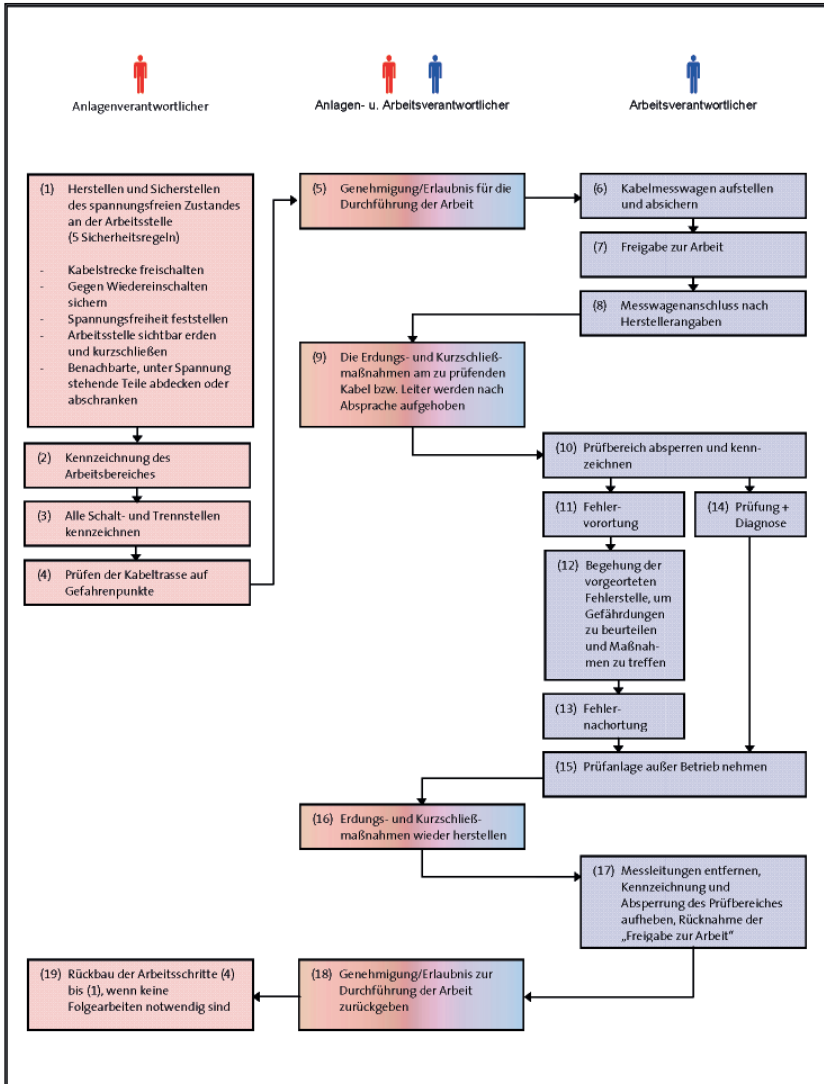 Anlagenverantwortlicher
Anlagen- u. Arbeitsverantwortlicher
Arbeitsverantwortlicher
(1) Herstellen und Sicherstellen
des spannungsfreien Zustandes
an der Arbeitsstelle
(5 Sicherheitsregeln)
- Kabelstrecke freischalten
- Gegen Wiedereinschalten
sichern
- Spannungsfreiheit feststellen
- Arbeitsstelle sichtbar erden
und kurzschließen
- Benachbarte, unter Spannung
stehende Teile abdecken oder
abschranken
(2) Kennzeichnung des
Arbeitsbereiches
(3) Alle Schalt- und Trennstellen
kennzeichnen
(4) Prüfen der Kabeltrasse auf
Gefahrenpunkte
(5) Genehmigung/Erlaubnis für die
Durchführung der Arbeit
(6) Kabelmesswagen aufstellen
und absichern
(7) Freigabe zur Arbeit
(8) Messwagenanschluss nach
Herstellerangaben
(9) Die Erdungs- und Kurzschließ-
maßnahmen am zu prüfenden
Kabel bzw. Leiter werden nach
Absprache aufgehoben
(10) Prüfbereich absperren und kenn-
zeichnen
(11) Fehler-
vorortung
(14) Prüfung +
Diagnose
(12) Begehung der
vorgeorteten
Fehlerstelle, um
Gefährdungen
zu beurteilen
und Maßnah-
men zu treffen
(13) Fehler-
nachortung
(15) Prüfanlage außer Betrieb nehmen
(16) Erdungs- und Kurzschließ-
maßnahmen wieder herstellen
(17) Messleitungen entfernen,
Kennzeichnung und
Absperrung des Prüfbereiches
aufheben, Rücknahme der
„Freigabe zur Arbeit"
(18) Genehmigung/Erlaubnis zur
Durchführung der Arbeit
zurückgeben
(19) Rückbau der Arbeitsschritte (4)
bis (1), wenn keine
Folgearbeiten notwendig sind